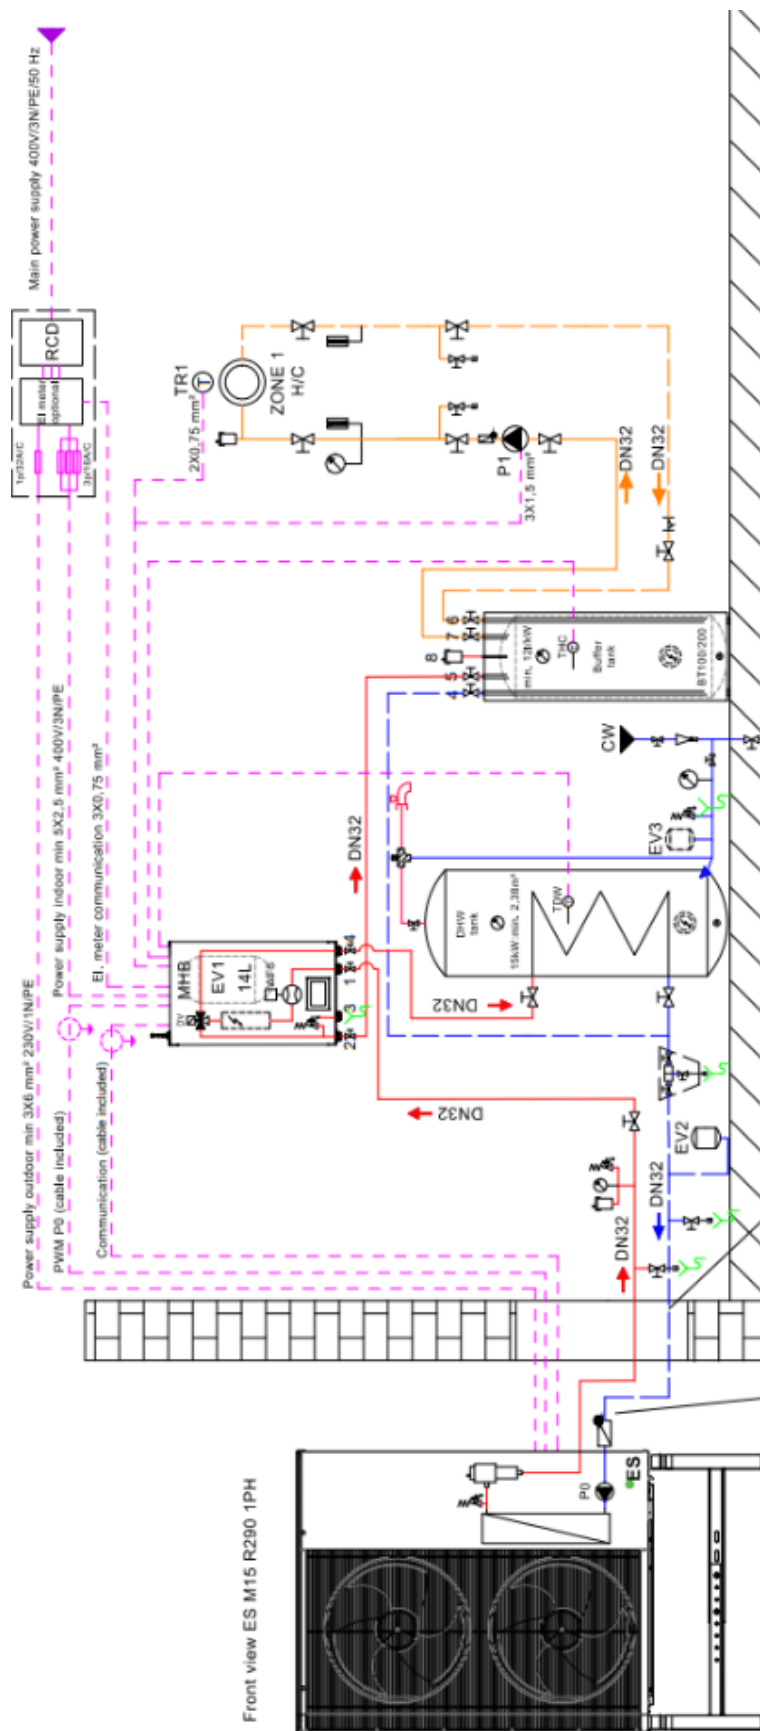 Main power supply 400V/3N/PE/50 Hz
RCD
El meter
optional
1p/32A/C
3p/16A/C
Power supply outdoor min 3X6 mm² 230V/1N/PE
PWM P0 (cable included)
Communication (cable included)
Power supply indoor min 5X2,5 mm² 400V/3N/PE
El. meter communication 3X0,75 mm²
TR1
2X0,75 mm²
ZONE 1
H/C
P1
3X1,5 mm²
DN32
DN32
MHB
EV1
14L
2
3
1
4
DN32
DN32
DN32
8
4
5
7
6
min. 12l/kW
THC
Buffer
tank
BT100/200
CW
EV3
DHW
tank
15kW.min. 2,38m²
TDW
EV2
DN32
DN32
P0
ES
Front view ES M15 R290 1PH